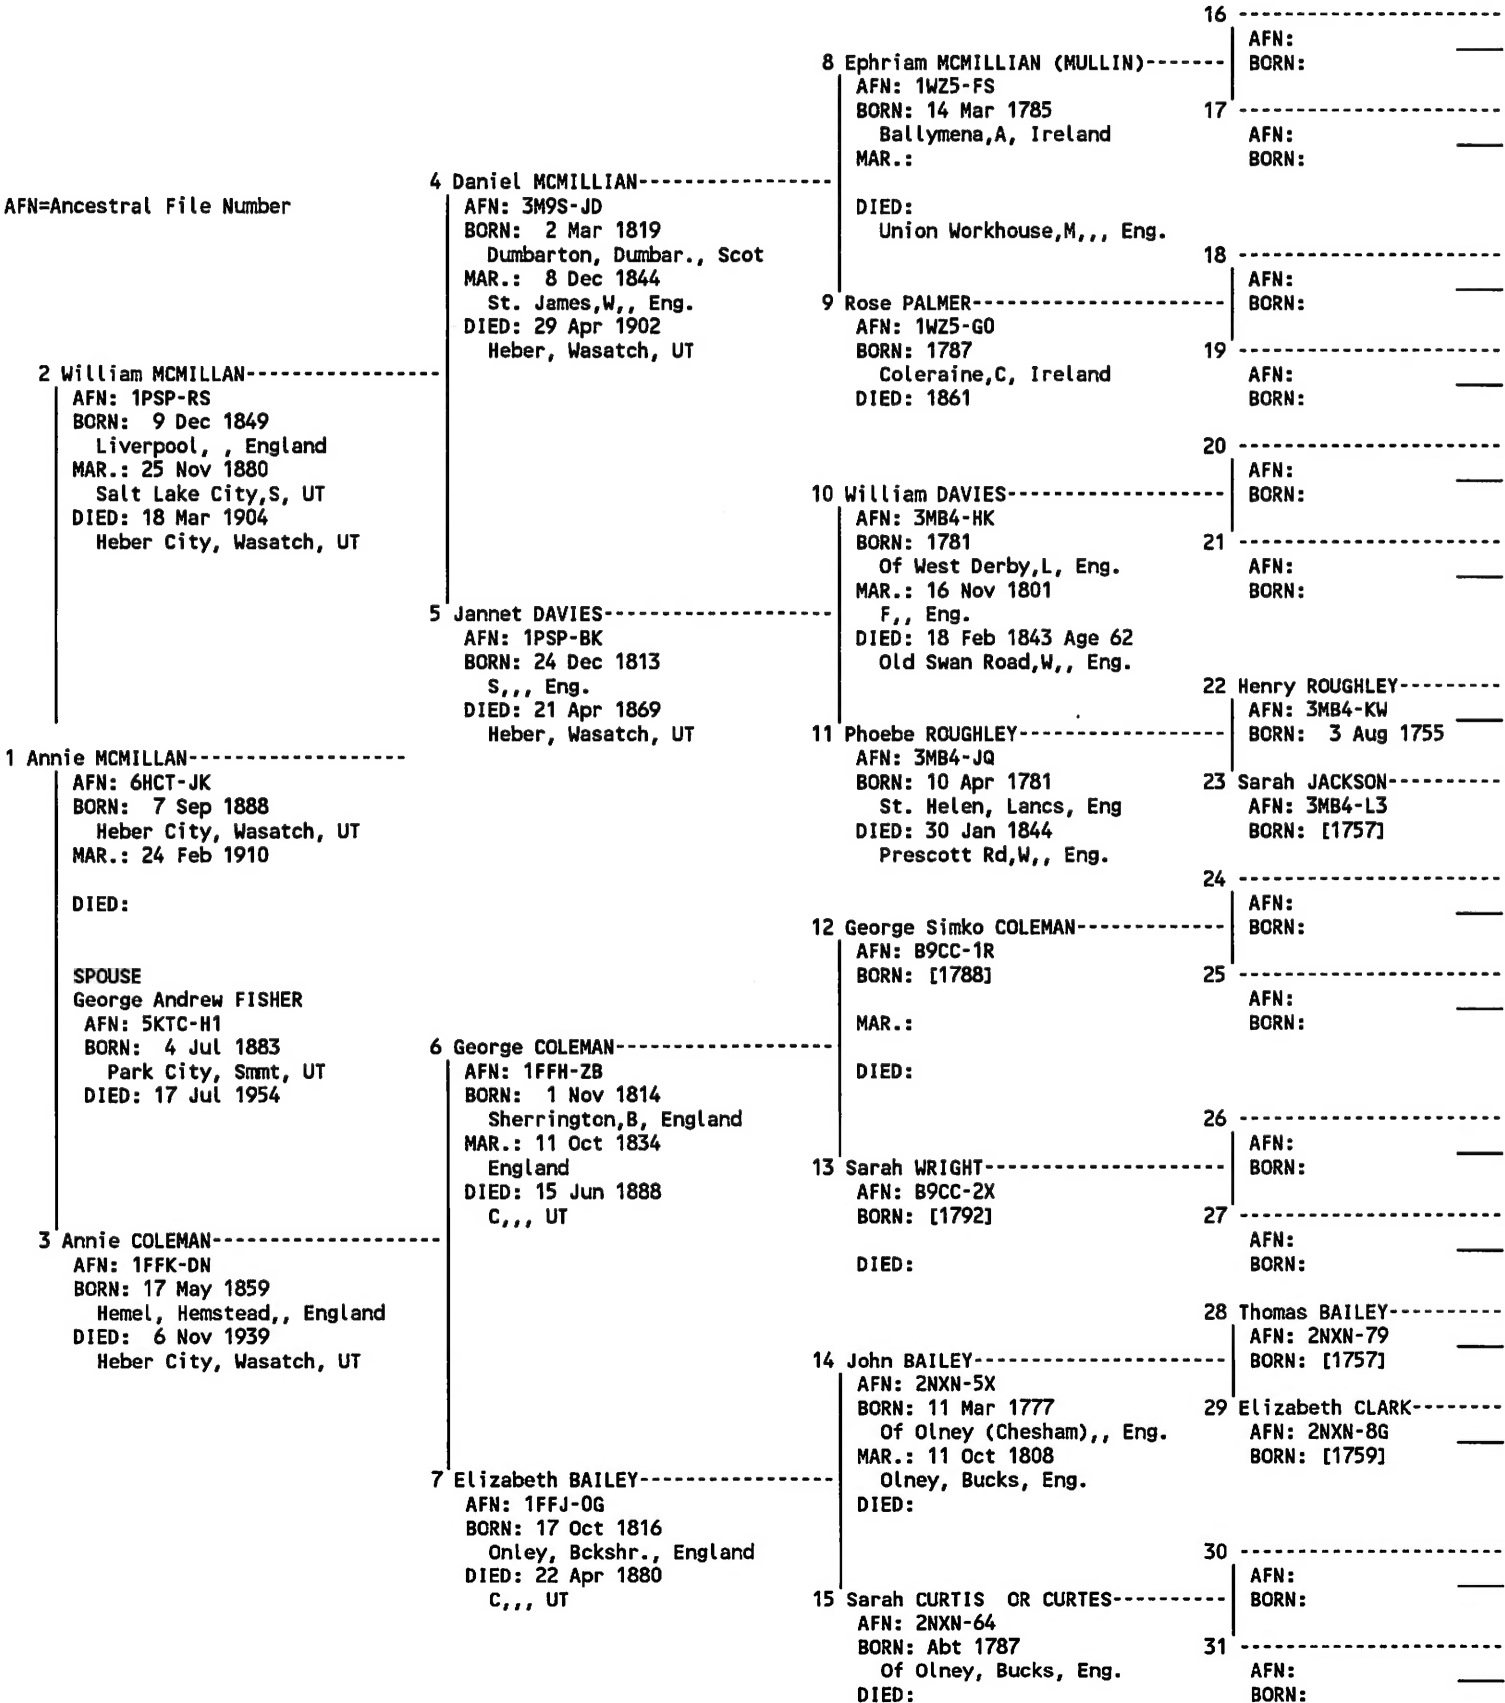 AFN=Ancestral File Number
1 Annie MCMILLAN-------------------
AFN: 6HCT-JK
BORN: 7 Sep 1888
Heber City, Wasatch, UT
MAR.: 24 Feb 1910
DIED:
SPOUSE
George Andrew FISHER
AFN: 5KTC-H1
BORN: 4 Jul 1883
Park City, Smmt, UT
DIED: 17 Jul 1954
2 William MCMILLAN-----------------
AFN: 1PSP-RS
BORN: 9 Dec 1849
Liverpool, , England
MAR.: 25 Nov 1880
Salt Lake City,S, UT
DIED: 18 Mar 1904
Heber City, Wasatch, UT
3 Annie COLEMAN--------------------
AFN: 1FFK-DN
BORN: 17 May 1859
Hemel, Hemstead,, England
DIED: 6 Nov 1939
Heber City, Wasatch, UT
4 Daniel MCMILLIAN-----------------
AFN: 3M9S-JD
BORN: 2 Mar 1819
Dumbarton, Dumbar., Scot
MAR.: 8 Dec 1844
St. James,W,, Eng.
DIED: 29 Apr 1902
Heber, Wasatch, UT
5 Jannet DAVIES--------------------
AFN: 1PSP-BK
BORN: 24 Dec 1813
S,,, Eng.
DIED: 21 Apr 1869
Heber, Wasatch, UT
6 George COLEMAN-------------------
AFN: 1FFH-ZB
BORN: 1 Nov 1814
Sherrington,B, England
MAR.: 11 Oct 1834
England
DIED: 15 Jun 1888
C,,, UT
7 Elizabeth BAILEY-----------------
AFN: 1FFJ-0G
BORN: 17 Oct 1816
Onley, Bckshr., England
DIED: 22 Apr 1880
C,,, UT
8 Ephriam MCMILLIAN (MULLIN)-------
AFN: 1WZ5-FS
BORN: 14 Mar 1785
Ballymena,A, Ireland
MAR.:
DIED:
Union Workhouse,M,,, Eng.
9 Rose PALMER----------------------
AFN: 1WZ5-G0
BORN: 1787
Coleraine,C, Ireland
DIED: 1861
10 William DAVIES-------------------
AFN: 3MB4-HK
BORN: 1781
Of West Derby,L, Eng.
MAR.: 16 Nov 1801
F,, Eng.
DIED: 18 Feb 1843 Age 62
Old Swan Road,W,, Eng.
11 Phoebe ROUGHLEY------------------
AFN: 3MB4-JQ
BORN: 10 Apr 1781
St. Helen, Lancs, Eng
DIED: 30 Jan 1844
Prescott Rd,W,, Eng.
12 George Simko COLEMAN-------------
AFN: B9CC-1R
BORN: [1788]
MAR.:
DIED:
13 Sarah WRIGHT---------------------
AFN: B9CC-2X
BORN: [1792]
DIED:
14 John BAILEY----------------------
AFN: 2NXN-5X
BORN: 11 Mar 1777
Of Olney (Chesham),, Eng.
MAR.: 11 Oct 1808
Olney, Bucks, Eng.
DIED:
15 Sarah CURTIS OR CURTES----------
AFN: 2NXN-64
BORN: Abt 1787
Of Olney, Bucks, Eng.
DIED:
16 ----------------------
AFN:
BORN:
17 ----------------------
AFN:
BORN:
18 ----------------------
AFN:
BORN:
19 ----------------------
AFN:
BORN:
20 ----------------------
AFN:
BORN:
21 ----------------------
AFN:
BORN:
22 Henry ROUGHLEY---------
AFN: 3MB4-KW
BORN: 3 Aug 1755
23 Sarah JACKSON----------
AFN: 3MB4-L3
BORN: [1757]
24 ----------------------
AFN:
BORN:
25 ----------------------
AFN:
BORN:
26 ----------------------
AFN:
BORN:
27 ----------------------
AFN:
BORN:
28 Thomas BAILEY----------
AFN: 2NXN-79
BORN: [1757]
29 Elizabeth CLARK--------
AFN: 2NXN-8G
BORN: [1759]
30 ----------------------
AFN:
BORN:
31 ----------------------
AFN:
BORN: